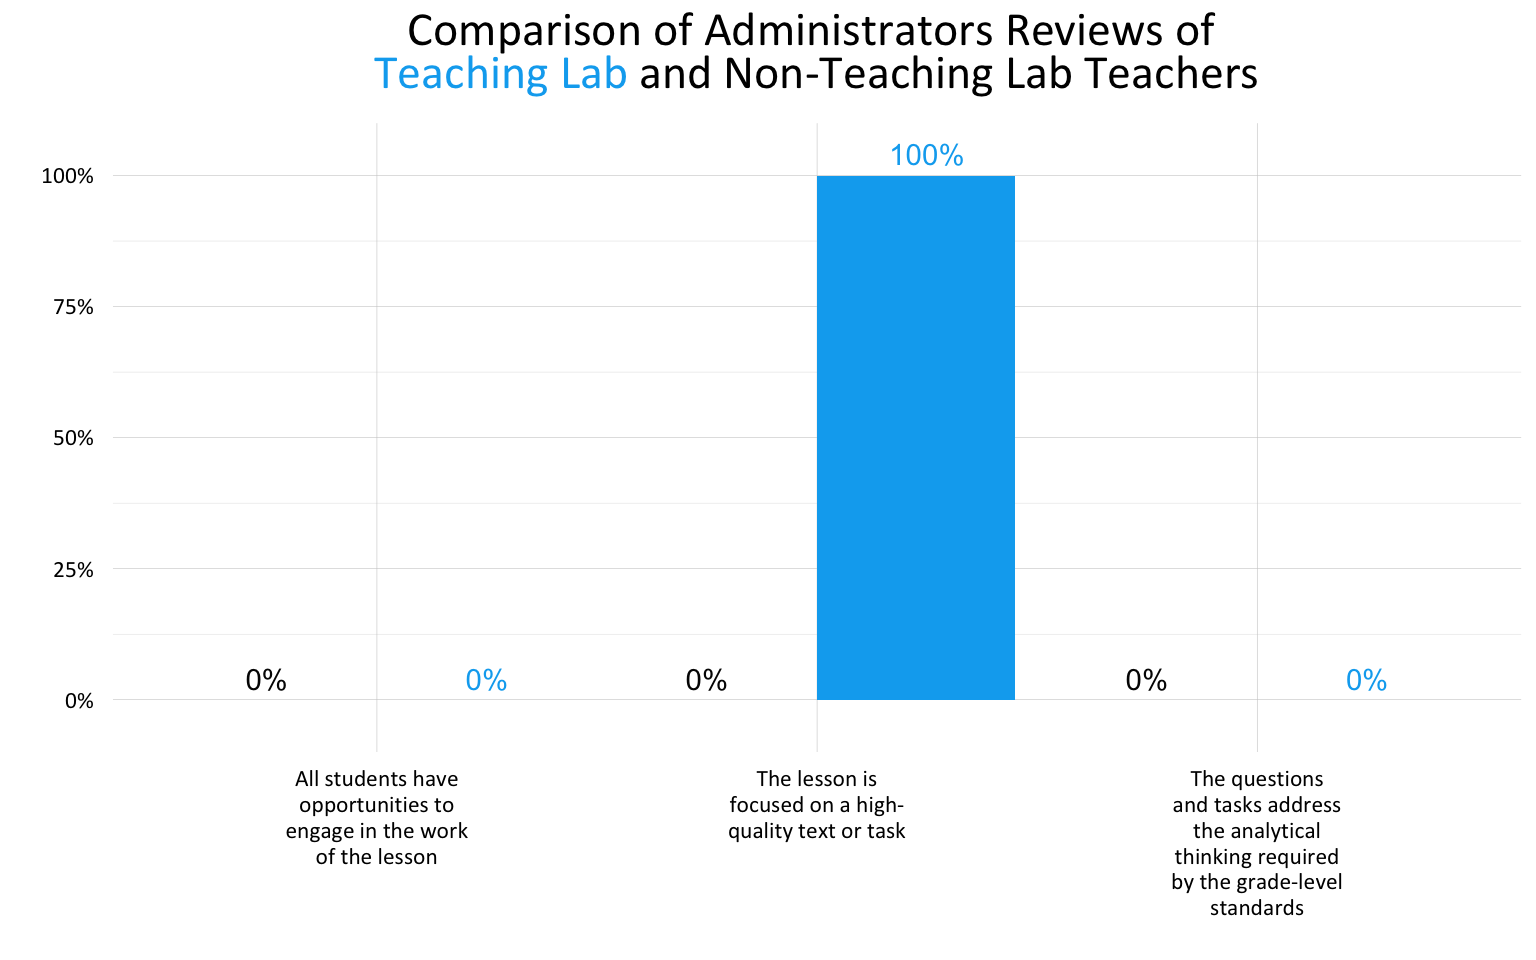 Comparison of Administrators Reviews of
Teaching Lab and Non-Teaching Lab Teachers
100%
100%
75%
50%
25%
0%
0%
0%
0%
0%
0%
All students have
opportunities to
engage in the work
of the lesson
The lesson is
focused on a high-
quality text or task
The questions
and tasks address
the analytical
thinking required
by the grade-level
standards